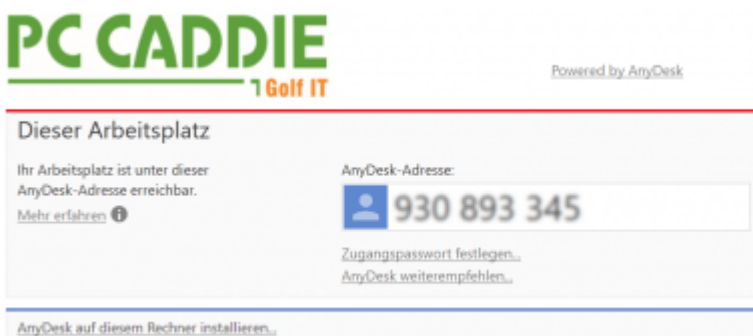 PC CADDIE
Golf IT
Powered by AnyDesk
Dieser Arbeitsplatz
Ihr Arbeitsplatz ist unter dieser
AnyDesk-Adresse erreichbar.
Mehr erfahren
AnyDesk-Adresse:
930 893 345
Zugangspasswort festlegen..
AnyDesk weiterempfehlen..
AnyDesk auf diesem Rechner installieren..